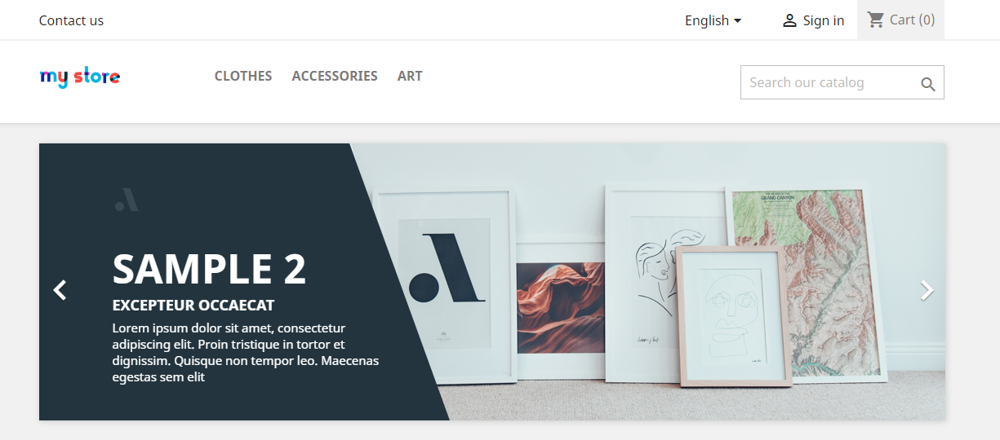 Contact us
English
Sign in
Cart (0)
my store
CLOTHES
ACCESSORIES
ART
Search our catalog
SAMPLE 2
EXCEPTEUR OCCAECAT
Lorem ipsum dolor sit amet, consectetur
adipiscing elit. Proin tristique in tortor et
dignissim. Quisque non tempor leo. Maecenas
egestas sem elit
GRAND CANYON